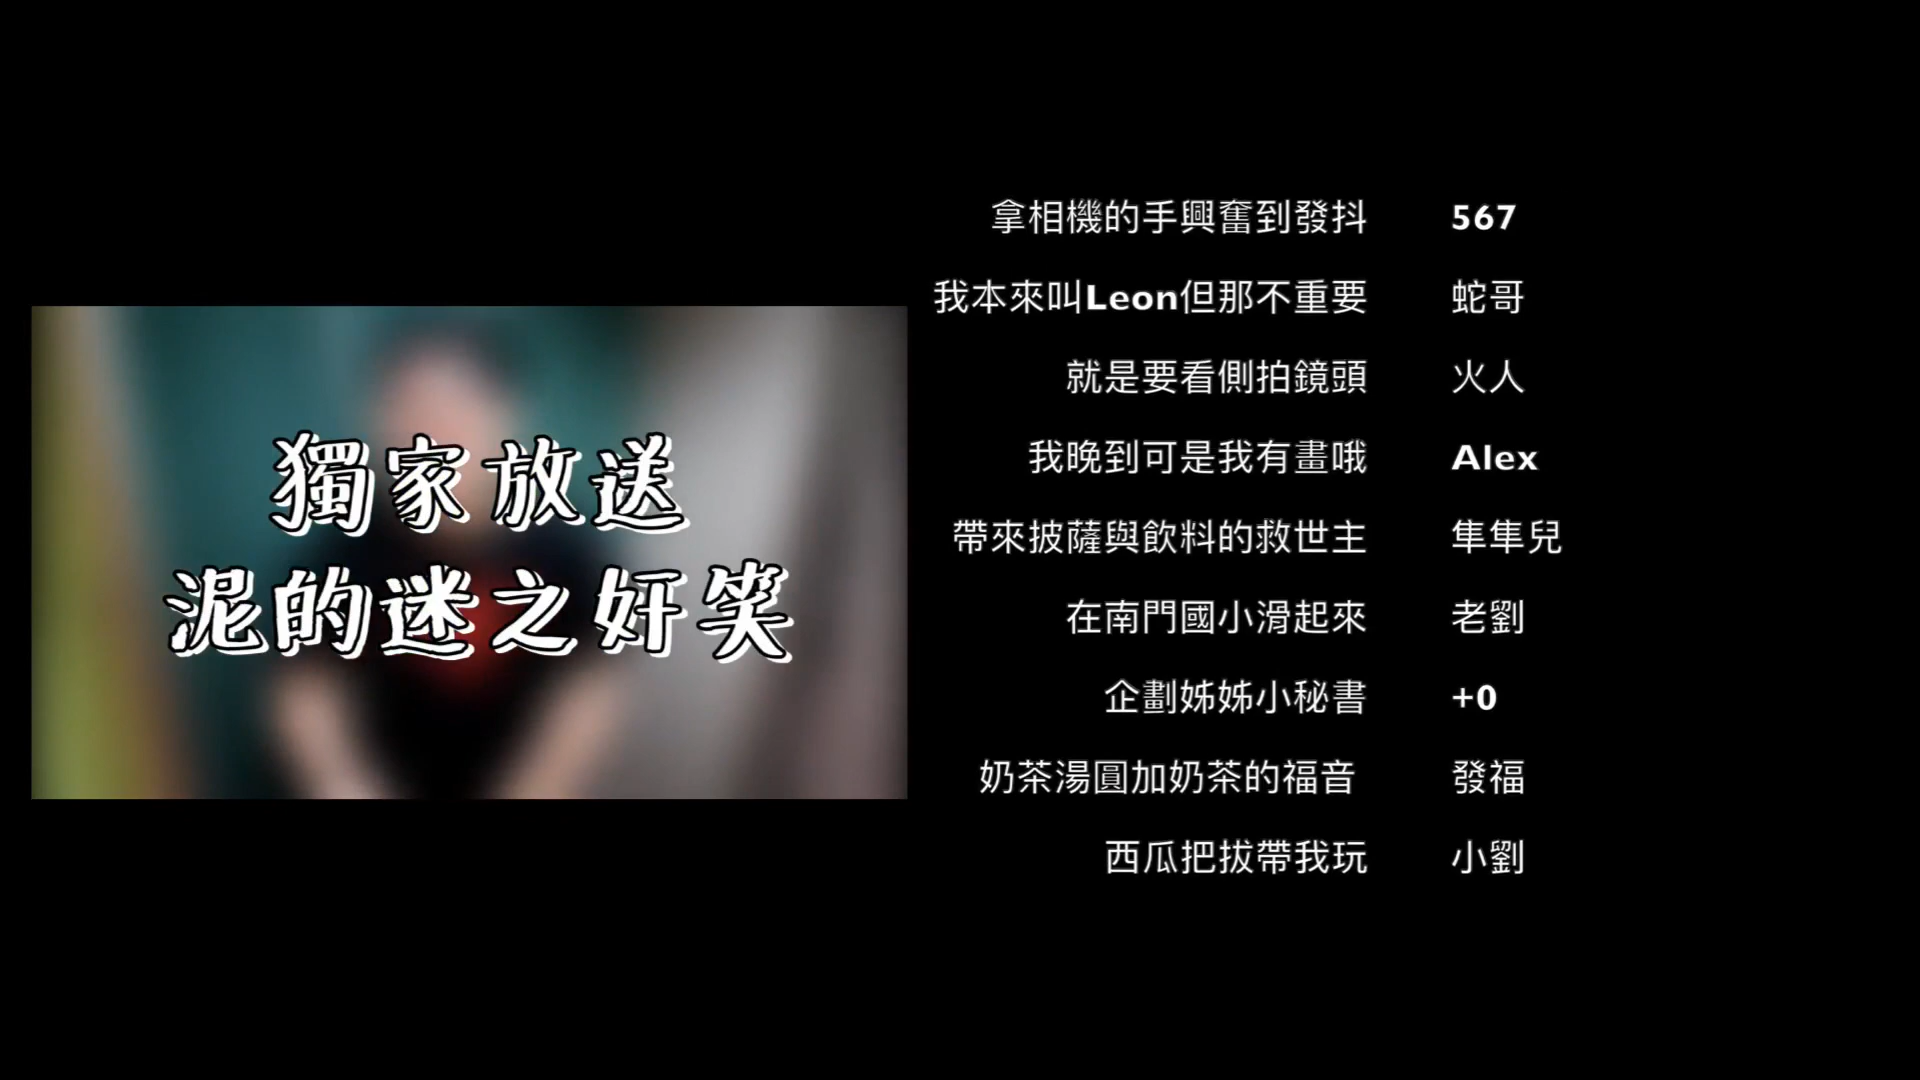 獨家放送
泥的迷之奸笑
拿相機的手興奮到發抖 567
我本來叫Leon但那不重要 蛇哥
就是要看側拍鏡頭 火人
我晚到可是我有畫哦 Alex
帶來披薩與飲料的救世主 隼隼兒
在南門國小滑起來 老劉
企劃姊姊小秘書 +0
奶茶湯圓加奶茶的福音 發福
西瓜把拔帶我玩 小劉